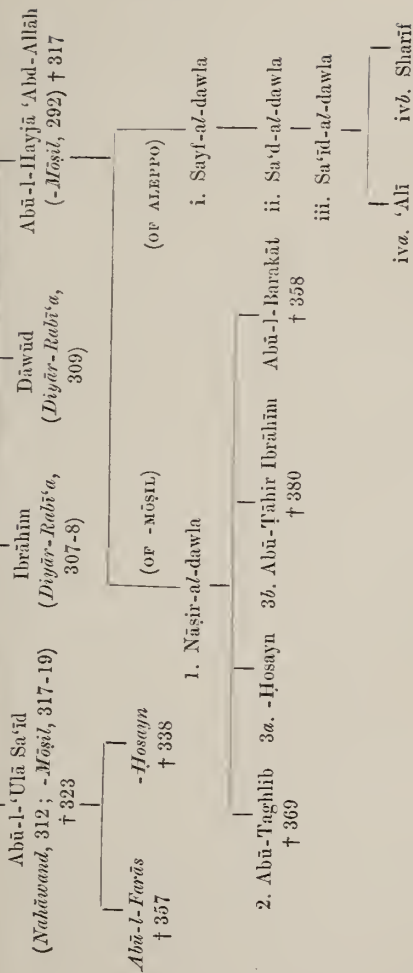 Abū-l-‘Ulā Sa‘īd
(Nahāwand, 312 ; -Mōṣil, 317-19)
† 323
Ibrāhīm
(Diyār-Rabī‘a,
307-8)
Dāwūd
(Diyār-Rabī‘a,
309)
Abū-l-Hayjā ‘Abd-Allāh
(-Mōṣil, 292) † 317
(OF -MŌṢIL)
(OF ALEPPO)
Abū-l-Farās
† 357
-Ḥosayn
† 338
1. Nāṣir-al-dawla
i. Sayf-al-dawla
ii. Sa‘d-al-dawla
iii. Sa‘īd-al-dawla
2. Abū-Taghlib
† 369
3a. -Ḥosayn
3b. Abū-Ṭāhir Ibrāhīm
† 380
Abū-l-Barakāt
† 358
iva. ‘Alī
ivb. Sharīf